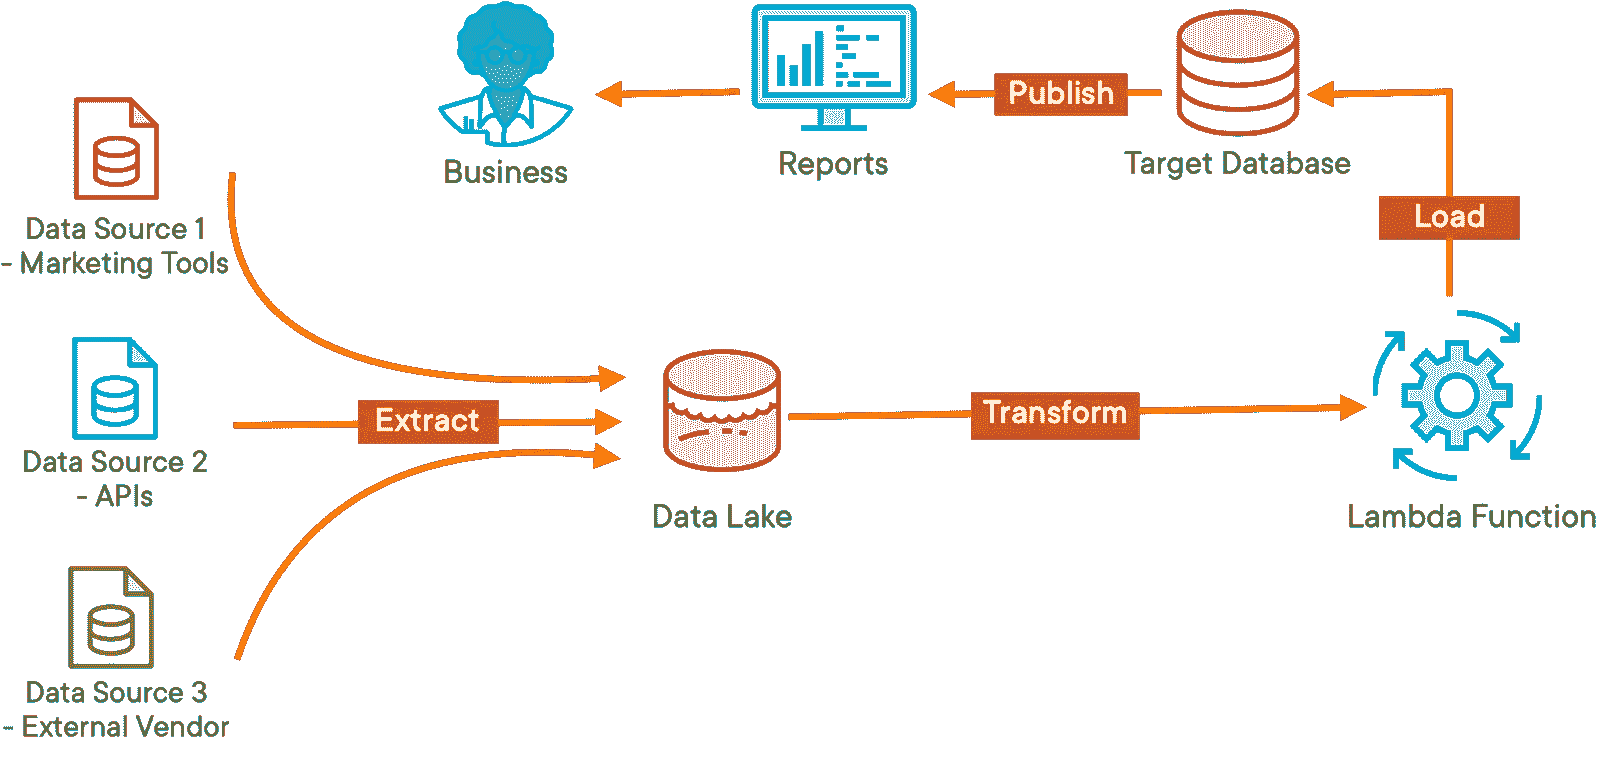 Business
Reports
Publish
Target Database
Load
Data Source 1
- Marketing Tools
Extract
Data Source 2
- APIs
Data Lake
Transform
Lambda Function
Data Source 3
- External Vendor